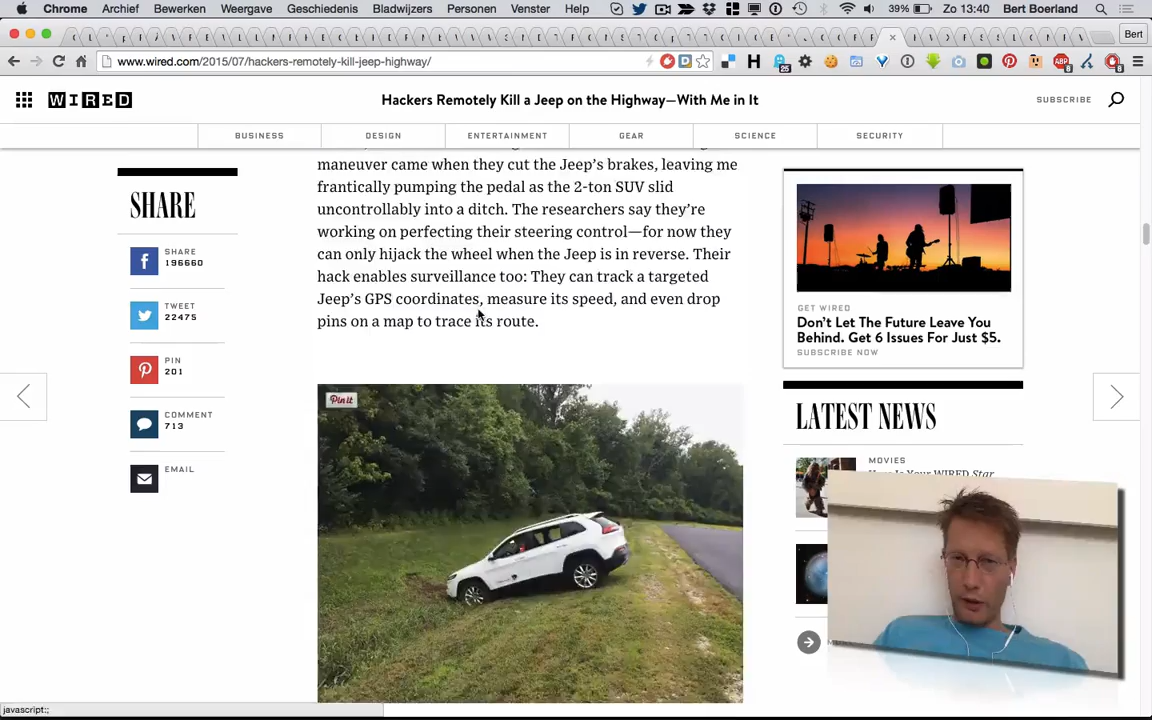 Chrome Archief Bewerken Weergave Geschiedenis Bladwijzers Personen Venster Help 39% Zo 13:40 Bert Boerland
Bert
www.wired.com/2015/07/hackers-remotely-kill-jeep-highway/
WIRED
Hackers Remotely Kill a Jeep on the Highway—With Me in It
SUBSCRIBE
BUSINESS DESIGN ENTERTAINMENT GEAR SCIENCE SECURITY
SHARE
SHARE
196660
TWEET
22475
PIN
201
COMMENT
713
EMAIL
maneuver came when they cut the Jeep's brakes, leaving me
frantically pumping the pedal as the 2-ton SUV slid
uncontrollably into a ditch. The researchers say they're
working on perfecting their steering control—for now they
can only hijack the wheel when the Jeep is in reverse. Their
hack enables surveillance too: They can track a targeted
Jeep's GPS coordinates, measure its speed, and even drop
pins on a map to trace its route.
Pin it
GET WIRED
Don't Let The Future Leave You
Behind. Get 6 Issues For Just $5.
SUBSCRIBE NOW
LATEST NEWS
MOVIES
Here Is Your WIRED Star
javascript:;